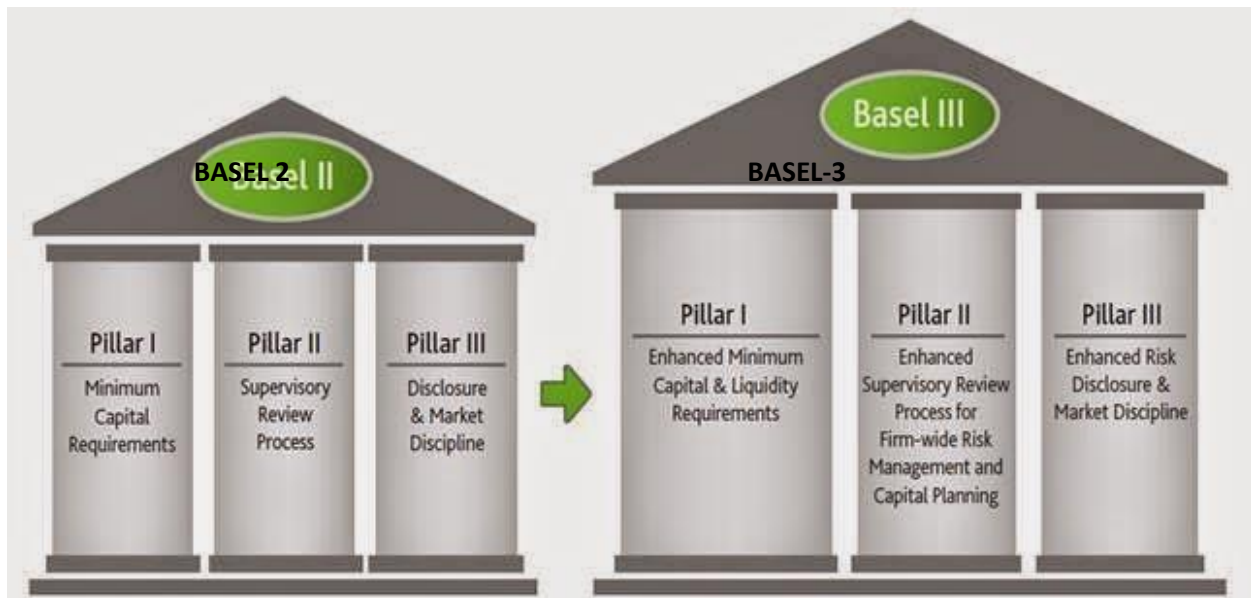 Basel II
BASEL 2
Pillar I
Minimum
Capital
Requirements
Pillar II
Supervisory
Review
Process
Pillar III
Disclosure
& Market
Discipline
Basel III
BASEL-3
Pillar I
Enhanced Minimum
Capital & Liquidity
Requirements
Pillar II
Enhanced
Supervisory Review
Process for
Firm-wide Risk
Management and
Capital Planning
Pillar III
Enhanced Risk
Disclosure &
Market Discipline